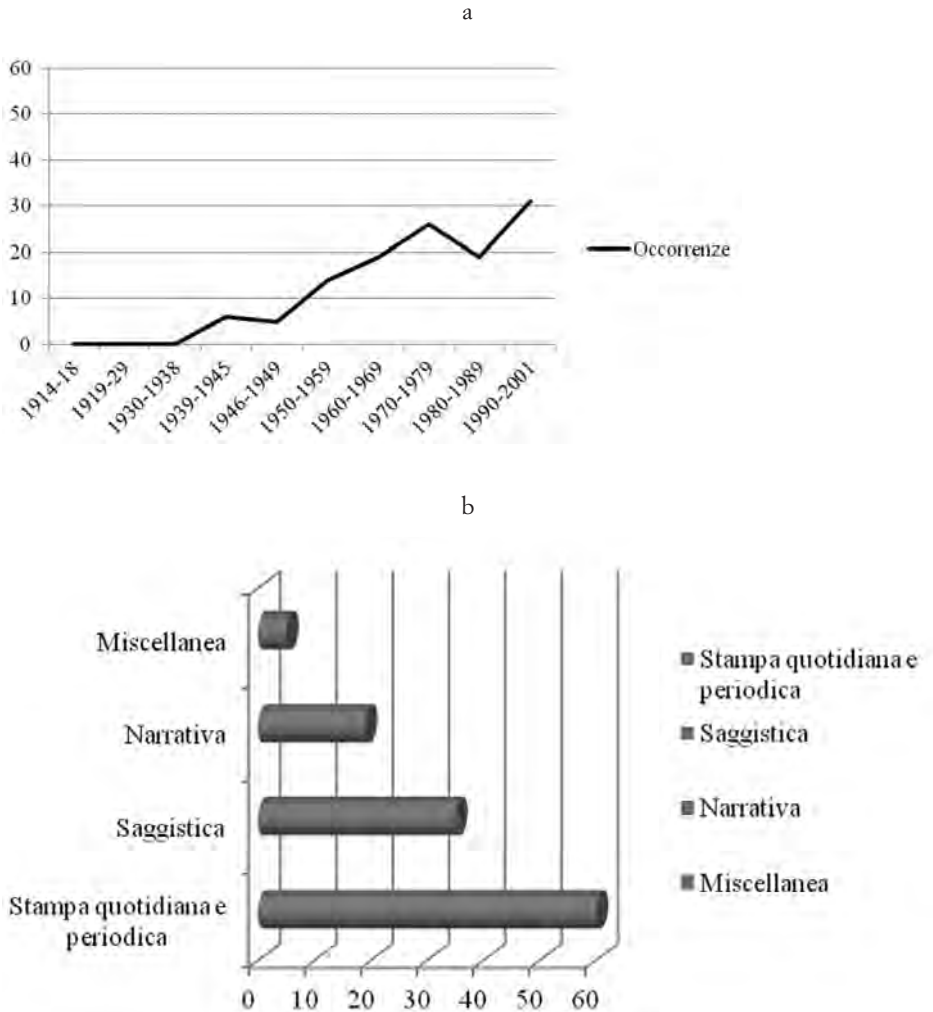 a
60
50
40
30
20
10
0
1914-18
1919-29
1930-1938
1939-1945
1946-1949
1950-1959
1960-1969
1970-1979
1980-1989
1990-2001
Occorrenze
b
Miscellanea
Narrativa
Saggistica
Stampa quotidiana e
periodica
0 10 20 30 40 50 60
Stampa quotidiana e
periodica
Saggistica
Narrativa
Miscellanea